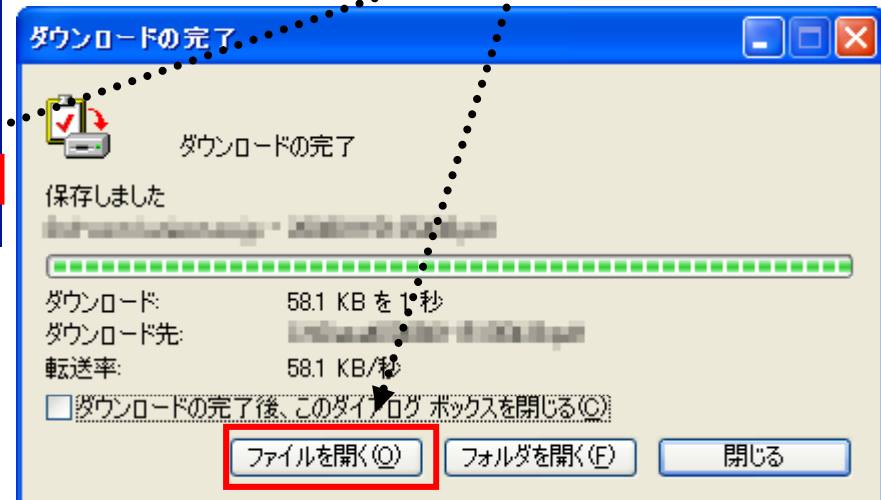 ダウンロードの完了
ダウンロードの完了
保存しました
ダウンロード: 58.1 KB を 1 秒
ダウンロード先:
転送率: 58.1 KB/秒
ダウンロードの完了後、このダイアログ ボックスを閉じる(C)
ファイルを開く(O) フォルダを開く(F) 閉じる